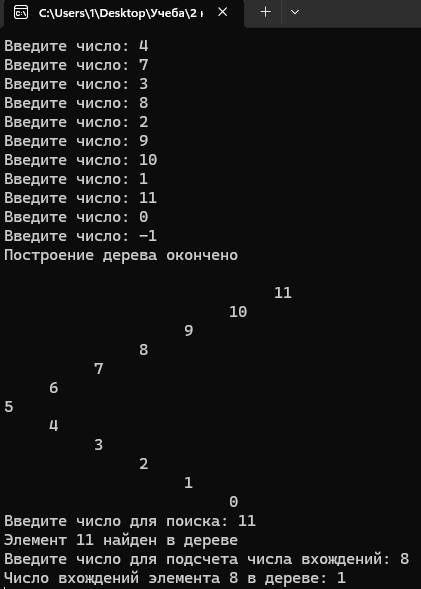 C:\Users\1\Desktop\Учеба\2 к
Введите число: 4
Введите число: 7
Введите число: 3
Введите число: 8
Введите число: 2
Введите число: 9
Введите число: 10
Введите число: 1
Введите число: 11
Введите число: 0
Введите число: -1
Построение дерева окончено
11
10
9
8
7
6
5
4
3
2
1
0
Введите число для поиска: 11
Элемент 11 найден в дереве
Введите число для подсчета числа вхождений: 8
Число вхождений элемента 8 в дереве: 1